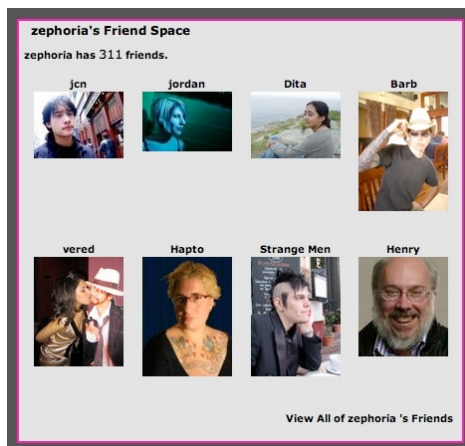 zephoria's Friend Space
zephoria has 311 friends.
jcn jordan Dita Barb
vered Hapto Strange Men Henry
View All of zephoria 's Friends